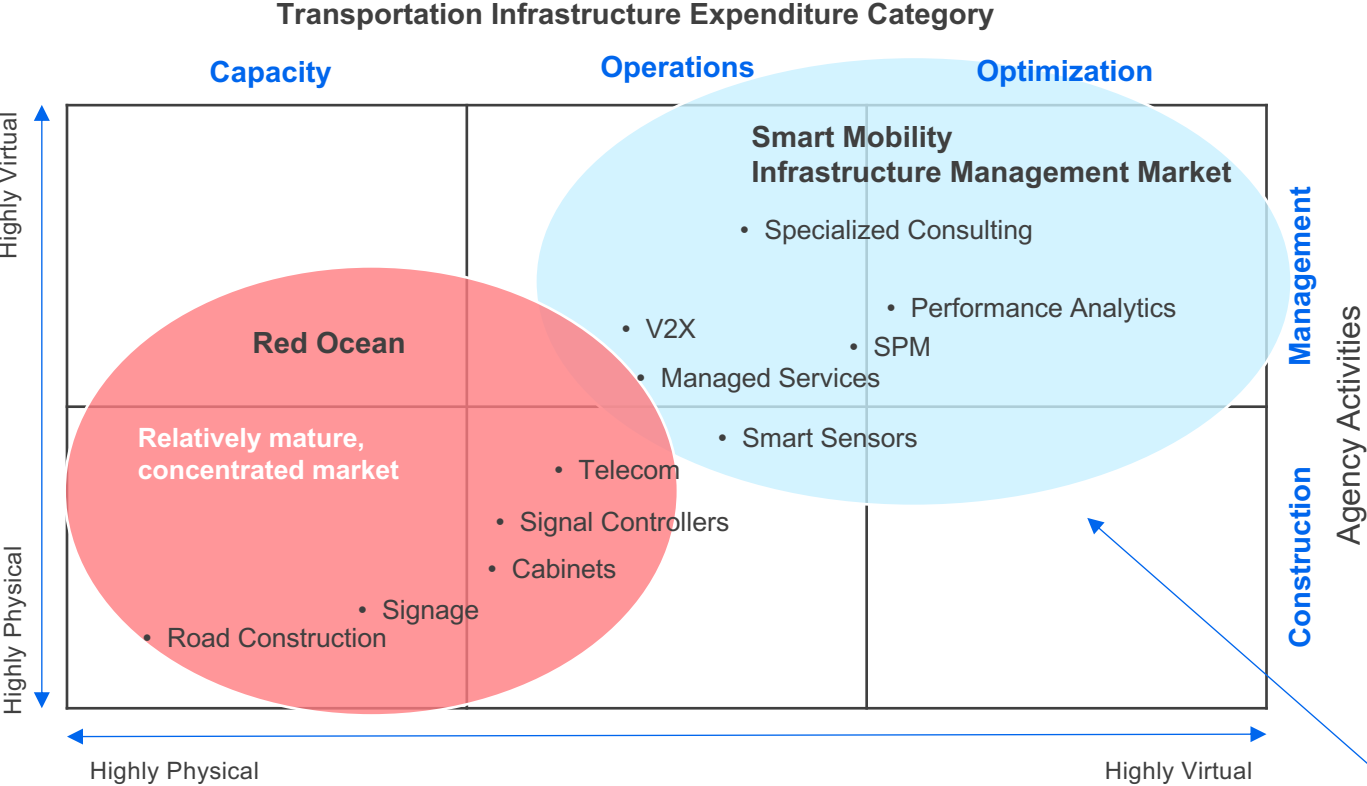 Transportation Infrastructure Expenditure Category
Capacity
Operations
Optimization
Highly Virtual
Smart Mobility
Infrastructure Management Market
• Specialized Consulting
• Performance Analytics
• V2X
• SPM
• Managed Services
Red Ocean
Relatively mature,
concentrated market
• Smart Sensors
• Telecom
• Signal Controllers
• Cabinets
• Signage
• Road Construction
Management
Construction
Agency Activities
Highly Physical
Highly Physical
Highly Virtual